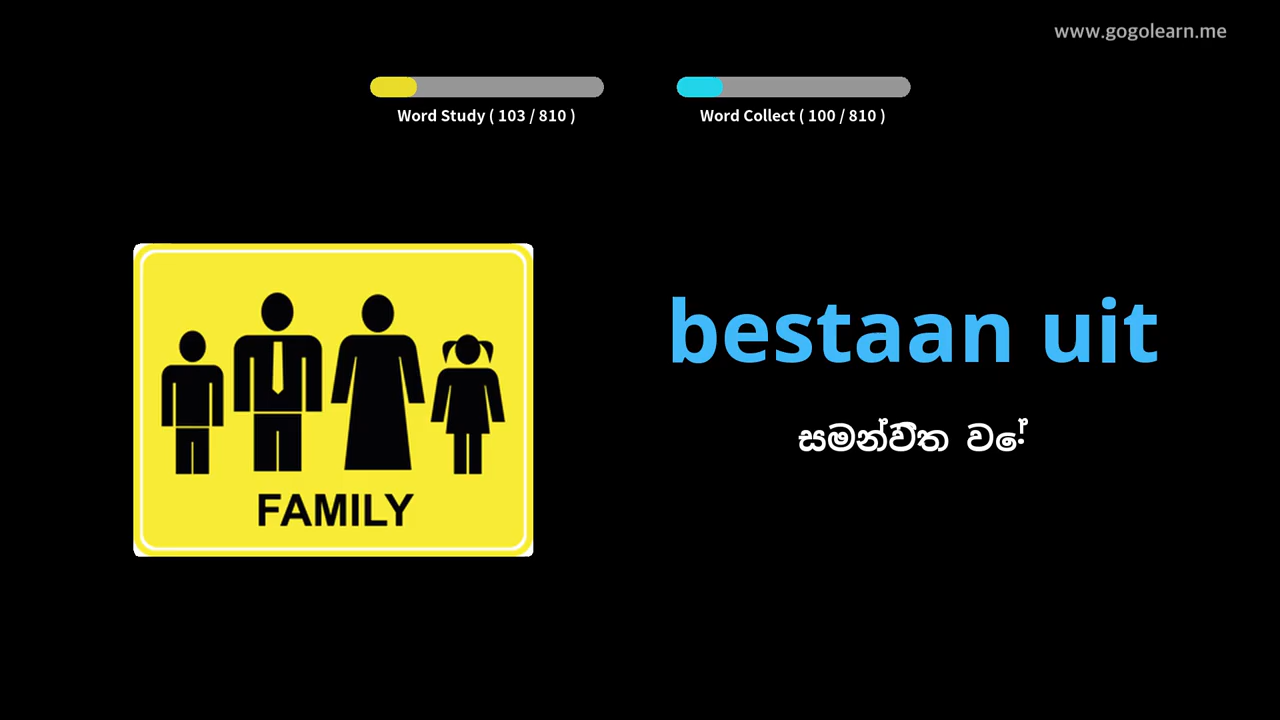 www.gogolearn.me
Word Study ( 103 / 810 )
Word Collect ( 100 / 810 )
bestaan uit
සමන්විත වේ.
FAMILY